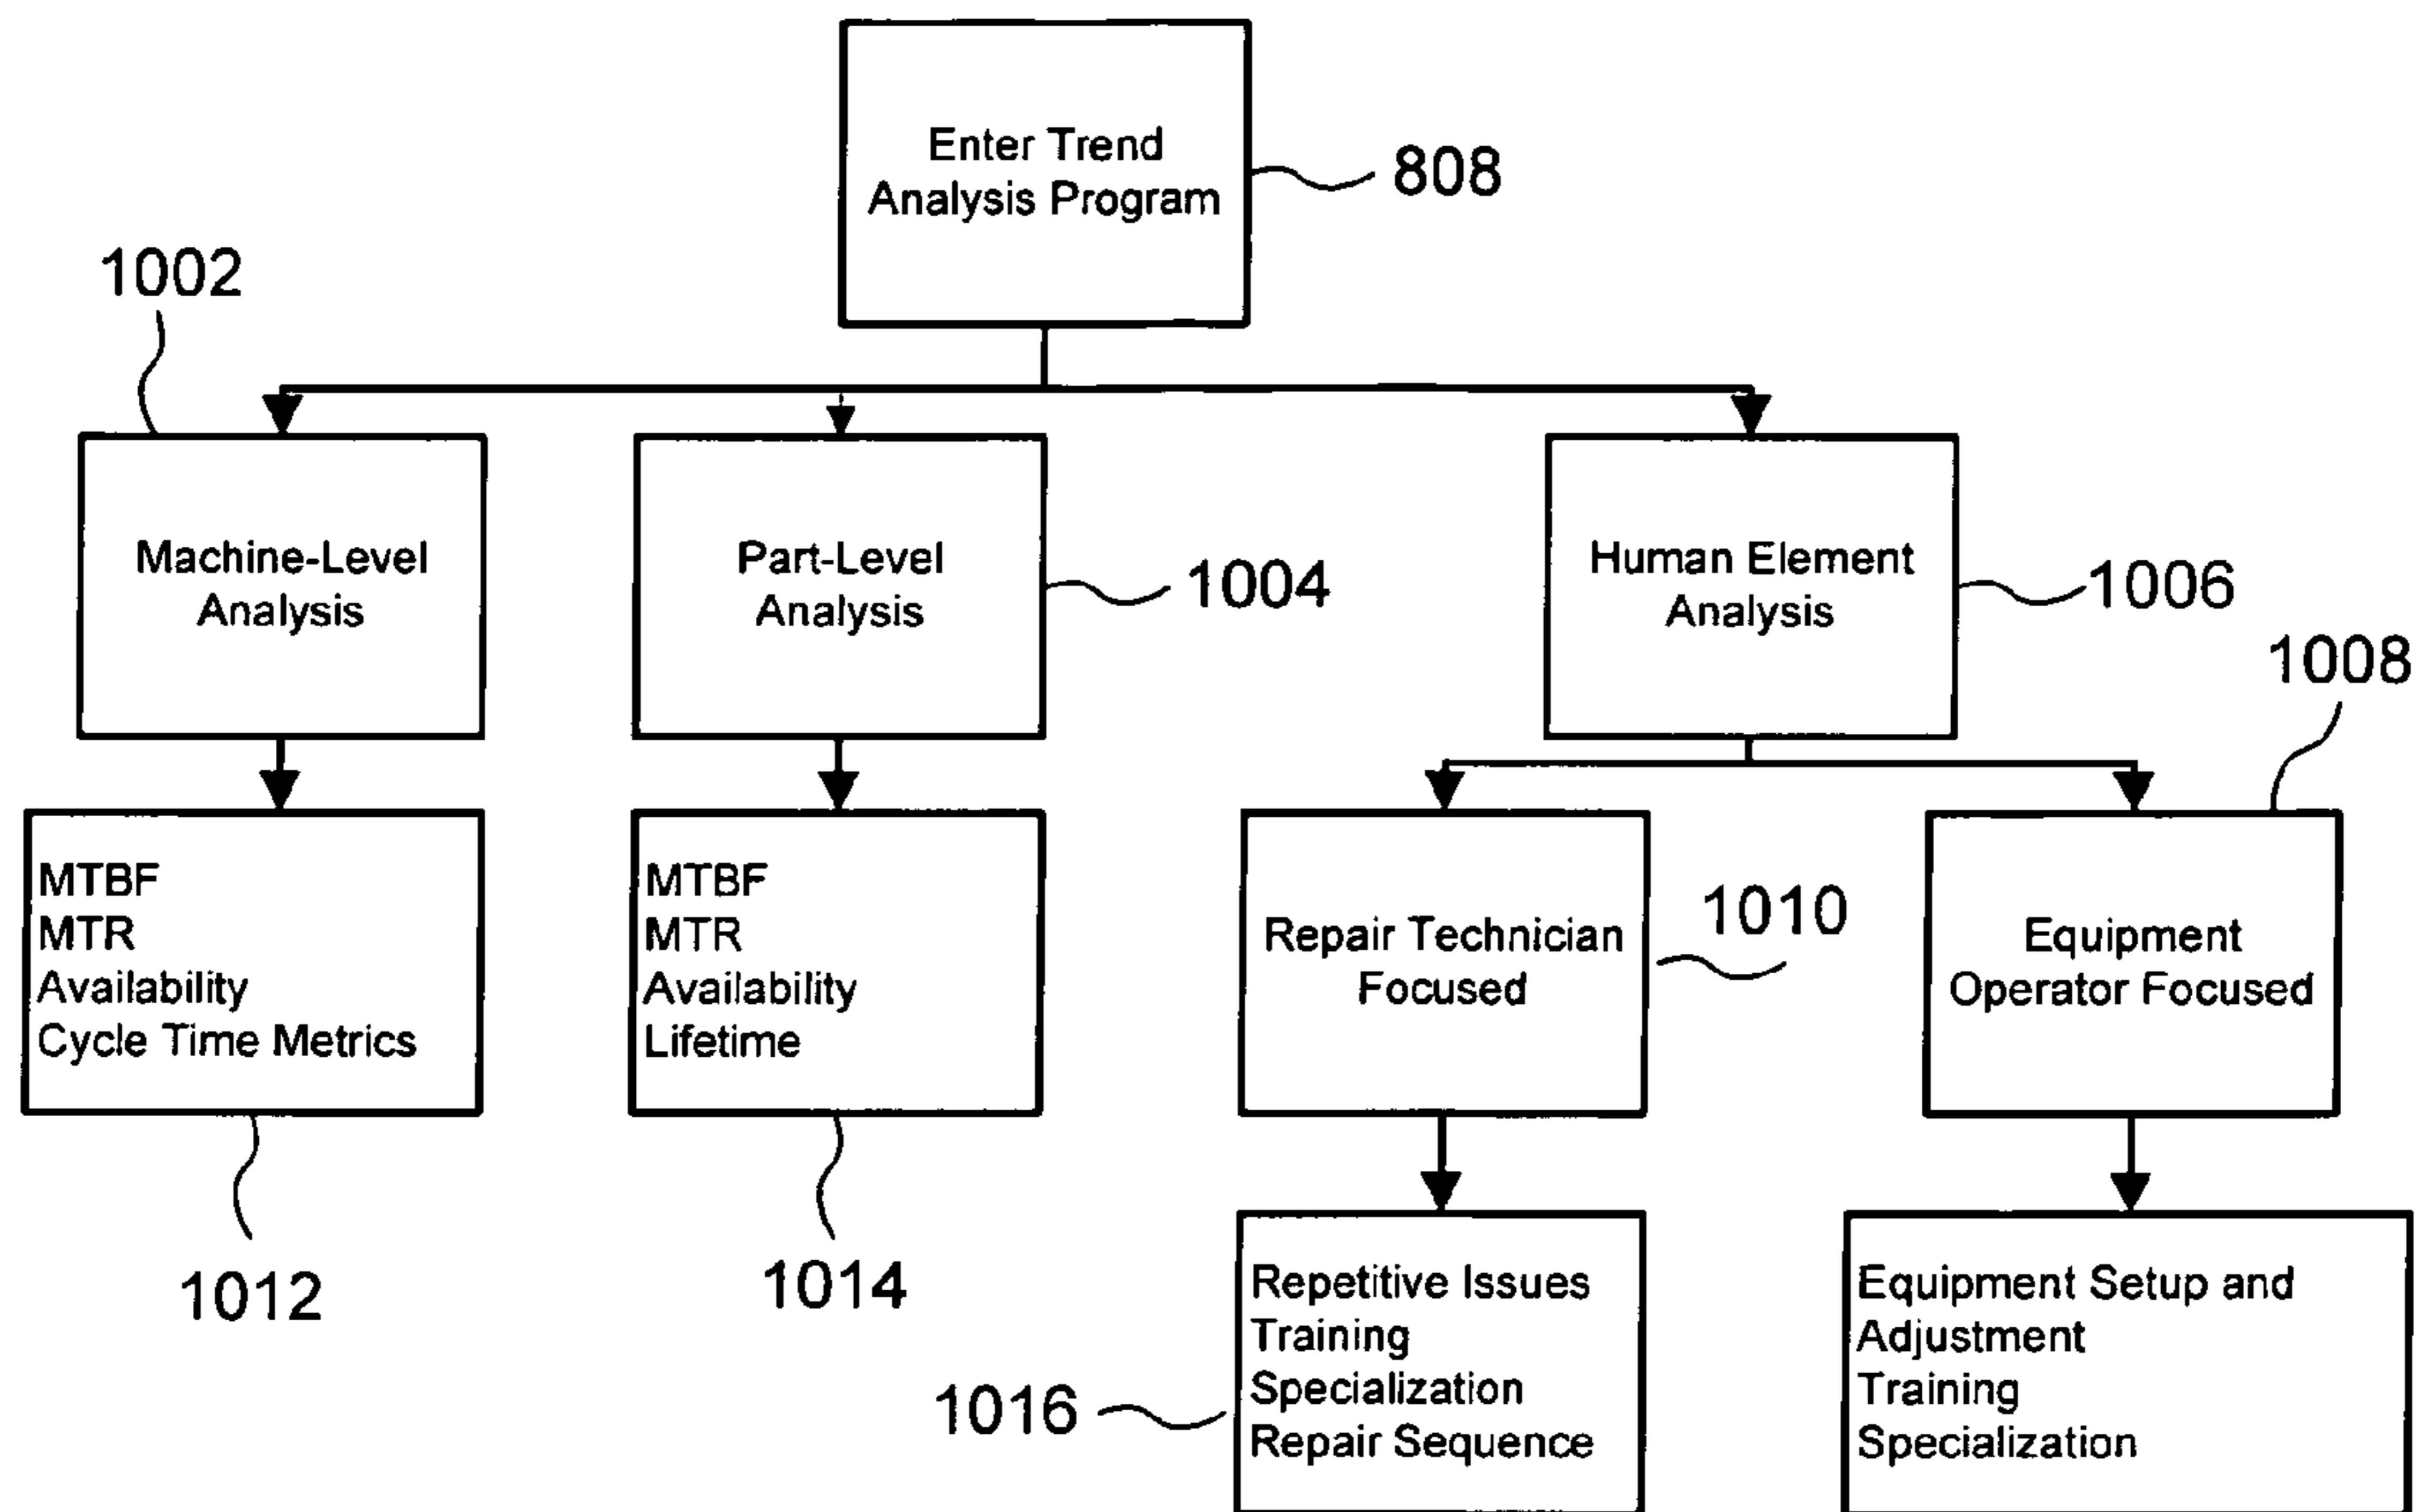 Enter Trend
Analysis Program
808
1002
Machine-Level
Analysis
Part-Level
Analysis
1004
Human Element
Analysis
1006
1008
MTBF
MTR
Availability
Cycle Time Metrics
MTBF
MTR
Availability
Lifetime
Repair Technician
Focused
1010
Equipment
Operator Focused
1012
1014
1016
Repetitive Issues
Training
Specialization
Repair Sequence
Equipment Setup and
Adjustment
Training
Specialization